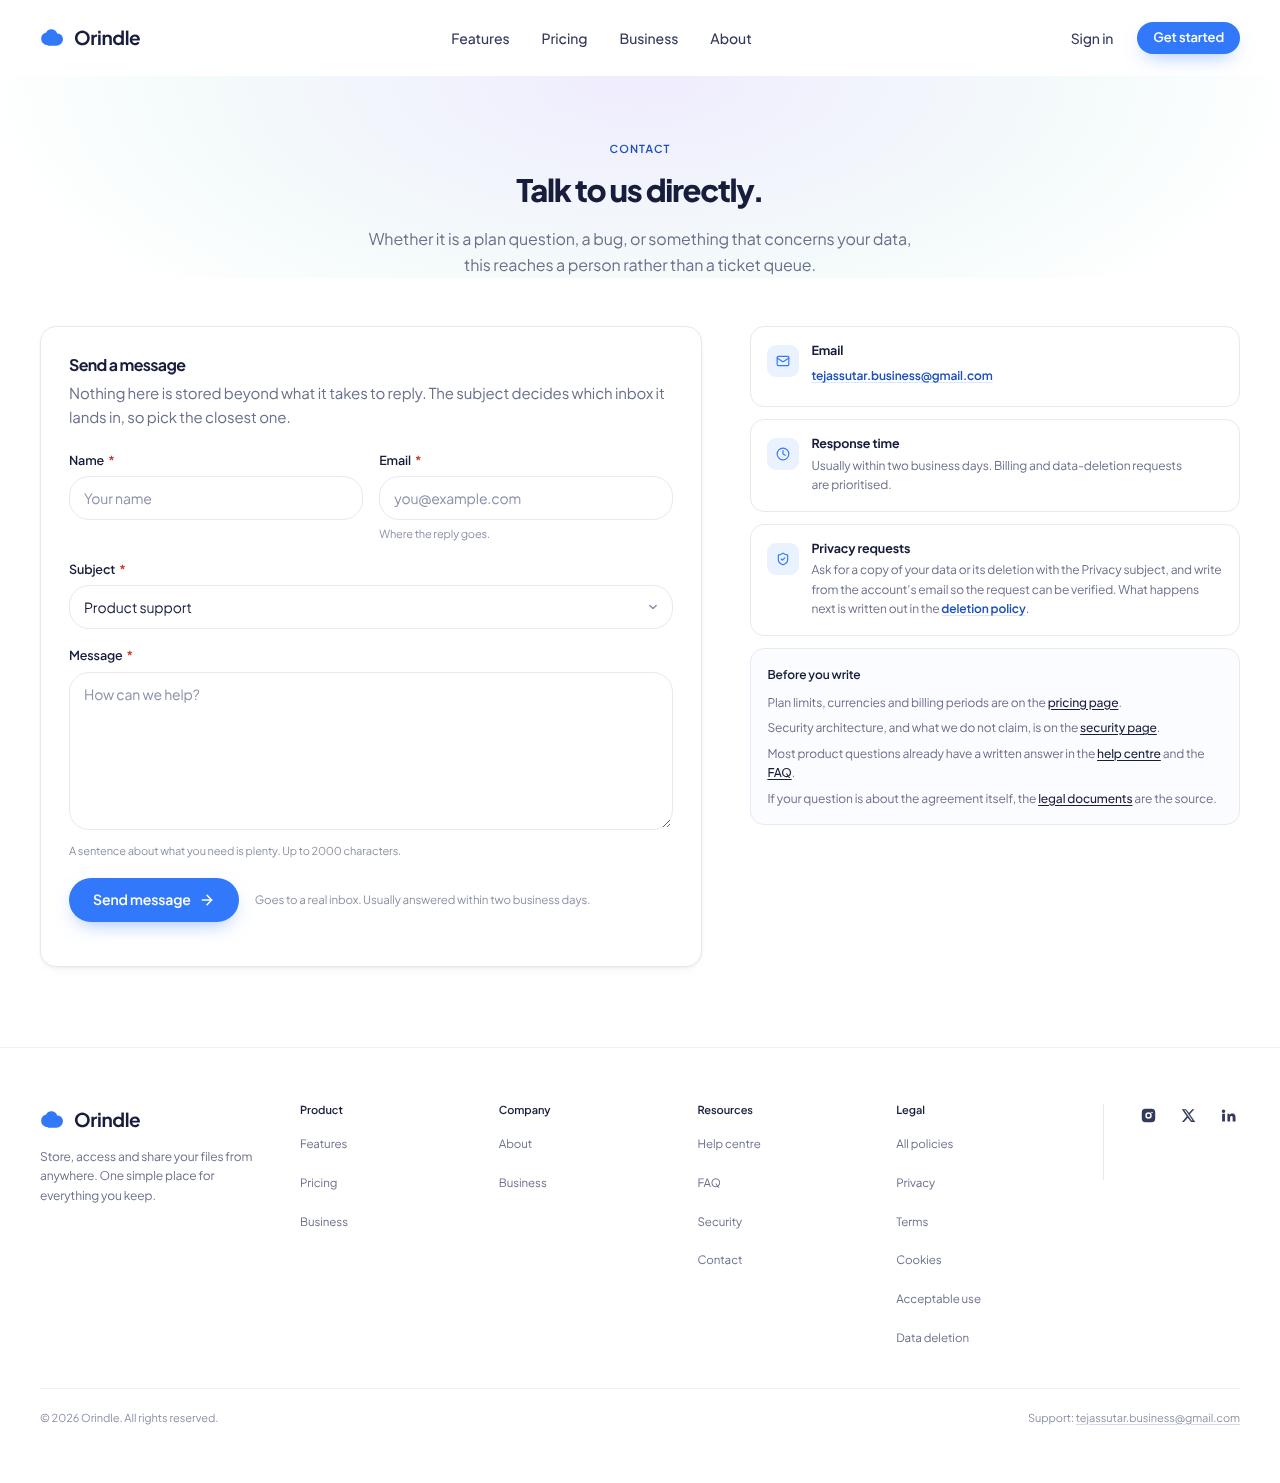 Orindle
Features
Pricing
Business
About
Sign in
Get started
CONTACT
Talk to us directly.
Whether it is a plan question, a bug, or something that concerns your data,
this reaches a person rather than a ticket queue.
Send a message
Nothing here is stored beyond what it takes to reply. The subject decides which inbox it
lands in, so pick the closest one.
Name *
Your name
Email *
you@example.com
Where the reply goes.
Subject *
Product support
Message *
How can we help?
A sentence about what you need is plenty. Up to 2000 characters.
Send message
Goes to a real inbox. Usually answered within two business days.
Email
tejassutar.business@gmail.com
Response time
Usually within two business days. Billing and data-deletion requests
are prioritised.
Privacy requests
Ask for a copy of your data or its deletion with the Privacy subject, and write
from the account's email so the request can be verified. What happens
next is written out in the deletion policy.
Before you write
Plan limits, currencies and billing periods are on the pricing page.
Security architecture, and what we do not claim, is on the security page.
Most product questions already have a written answer in the help centre and the
FAQ.
If your question is about the agreement itself, the legal documents are the source.
Orindle
Store, access and share your files from
anywhere. One simple place for
everything you keep.
Product
Features
Pricing
Business
Company
About
Business
Resources
Help centre
FAQ
Security
Contact
Legal
All policies
Privacy
Terms
Cookies
Acceptable use
Data deletion
© 2026 Orindle. All rights reserved.
Support: tejassutar.business@gmail.com